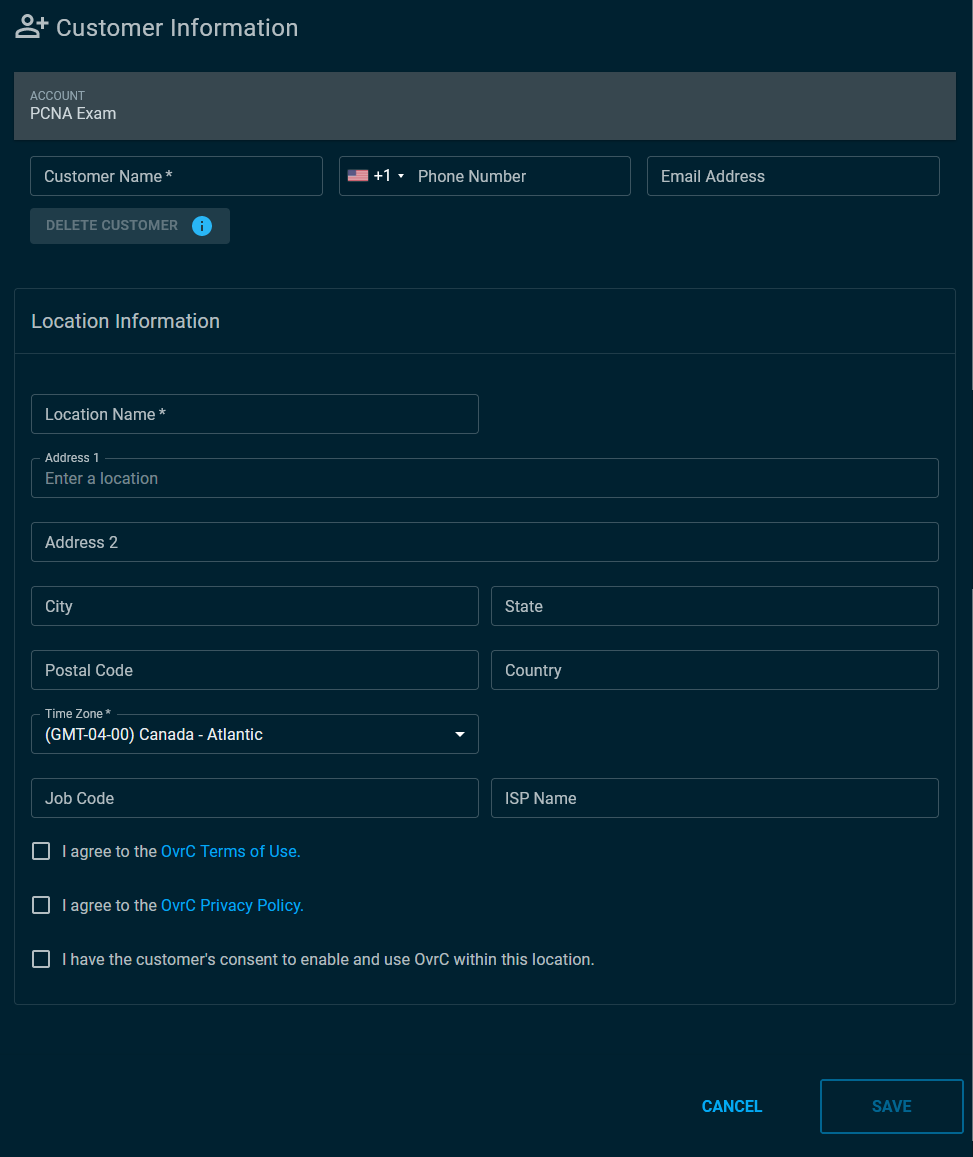 Customer Information
ACCOUNT
PCNA Exam
Customer Name *
+1
Phone Number
Email Address
DELETE CUSTOMER i
Location Information
Location Name *
Address 1
Enter a location
Address 2
City
State
Postal Code
Country
Time Zone *
(GMT-04-00) Canada - Atlantic
Job Code
ISP Name
I agree to the OvrC Terms of Use.
I agree to the OvrC Privacy Policy.
I have the customer's consent to enable and use OvrC within this location.
CANCEL
SAVE